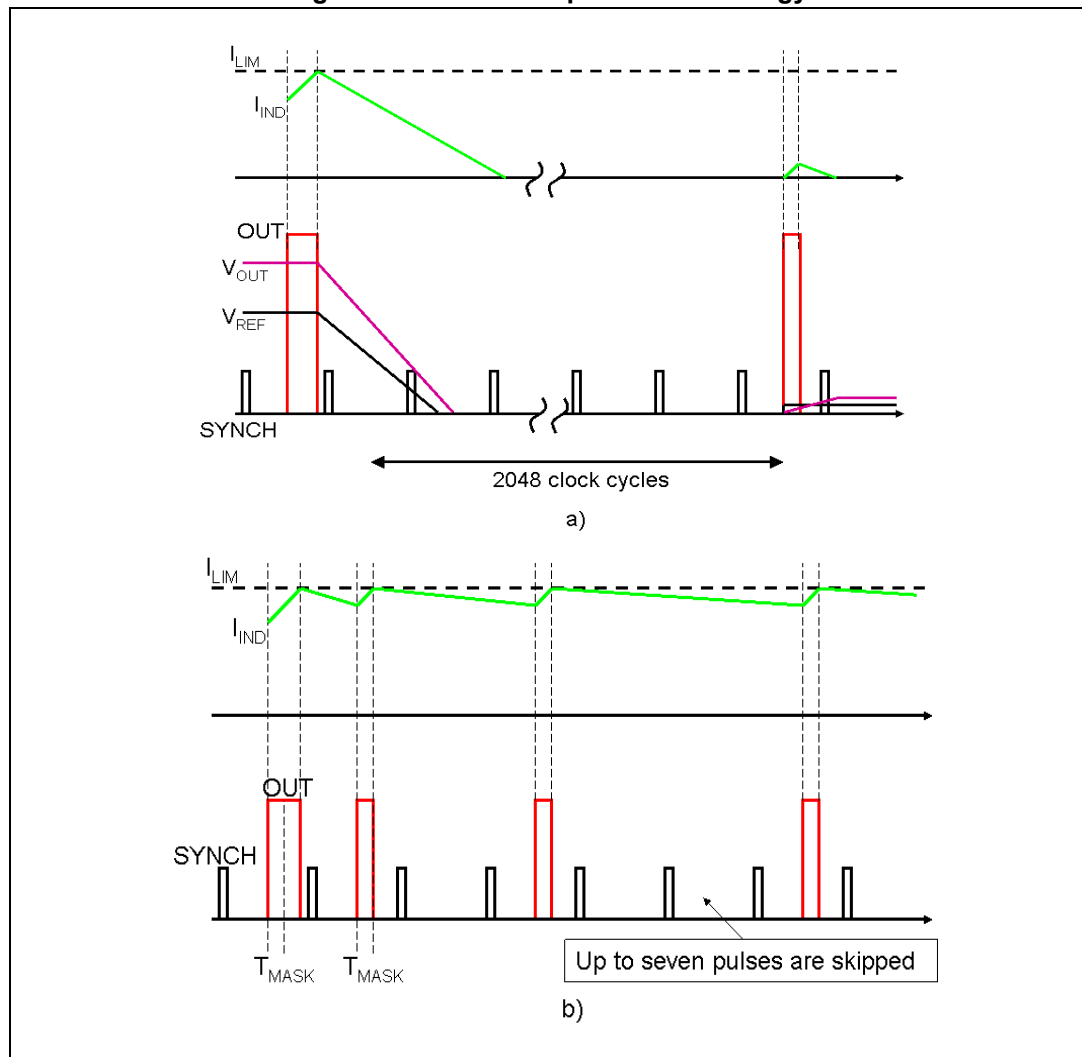 I_LIM
I_IND
OUT
V_OUT
V_REF
SYNCH
2048 clock cycles
a)
I_LIM
I_IND
OUT
SYNCH
T_MASK T_MASK
Up to seven pulses are skipped
b)